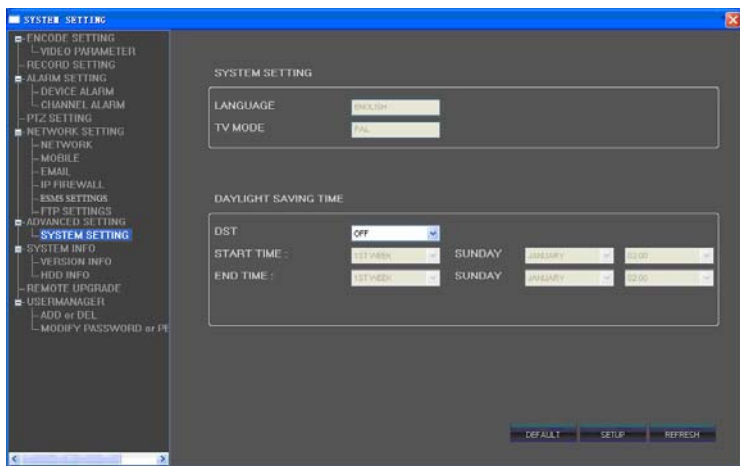 SYSTEM SETTING
ENCODE SETTING
VIDEO PARAMETER
RECORD SETTING
ALARM SETTING
DEVICE ALARM
CHANNEL ALARM
PTZ SETTING
NETWORK SETTING
NETWORK
MOBILE
EMAIL
IP FIREWALL
ESMS SETTINGS
FTP SETTINGS
ADVANCED SETTING
SYSTEM SETTING
SYSTEM INFO
VERSION INFO
HDD INFO
REMOTE UPGRADE
USERMANAGER
ADD or DEL
MODIFY PASSWORD or PE
SYSTEM SETTING
LANGUAGE ENGLISH
TV MODE PAL
DAYLIGHT SAVING TIME
DST OFF
START TIME : 1ST WEEK SUNDAY JANUARY 02:00
END TIME : 1ST WEEK SUNDAY JANUARY 02:00
DEFAULT SETUP REFRESH